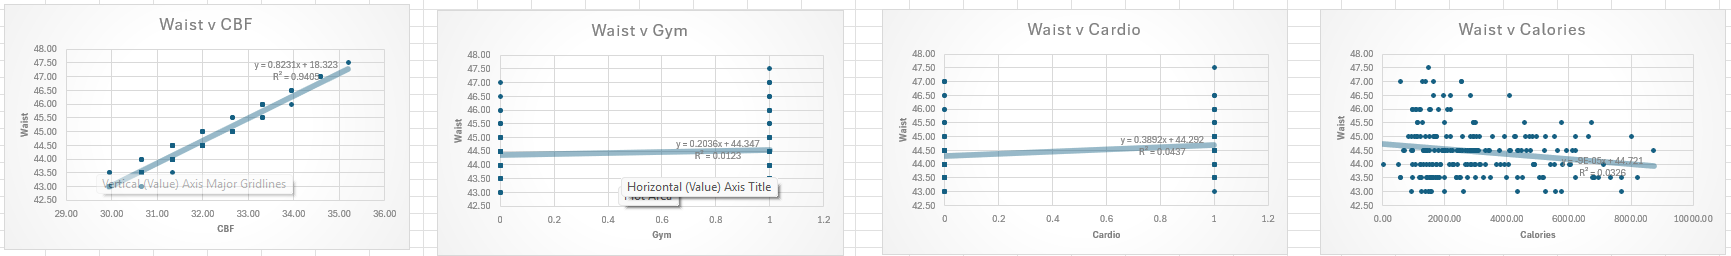 Waist v CBF
48.00
47.00
46.00
45.00
44.00
43.00
42.50
y = 0.8231x + 18.323
R² = 0.9405
Vertical (Value) Axis Major Gridlines
29.00 30.00 31.00 32.00 33.00 34.00 35.00 36.00
CBF
Waist
Waist v Gym
48.00
47.50
47.00
46.50
46.00
45.50
45.00
44.50
44.00
43.50
43.00
42.50
y = 0.2036x + 44.347
R² = 0.0123
Horizontal (Value) Axis Title
0 0.2 0.4 0.6 0.8 1 1.2
Gym
Waist
Waist v Cardio
48.00
47.50
47.00
46.50
46.00
45.50
45.00
44.50
44.00
43.50
43.00
42.50
y = 0.3892x + 44.292
R² = 0.0437
0 0.2 0.4 0.6 0.8 1 1.2
Cardio
Waist
Waist v Calories
48.00
47.50
47.00
46.50
46.00
45.50
45.00
44.50
44.00
43.50
43.00
42.50
-9E-05x + 44.721
R² = 0.0326
0.00 2000.00 4000.00 6000.00 8000.00 10000.00
Calories
Waist